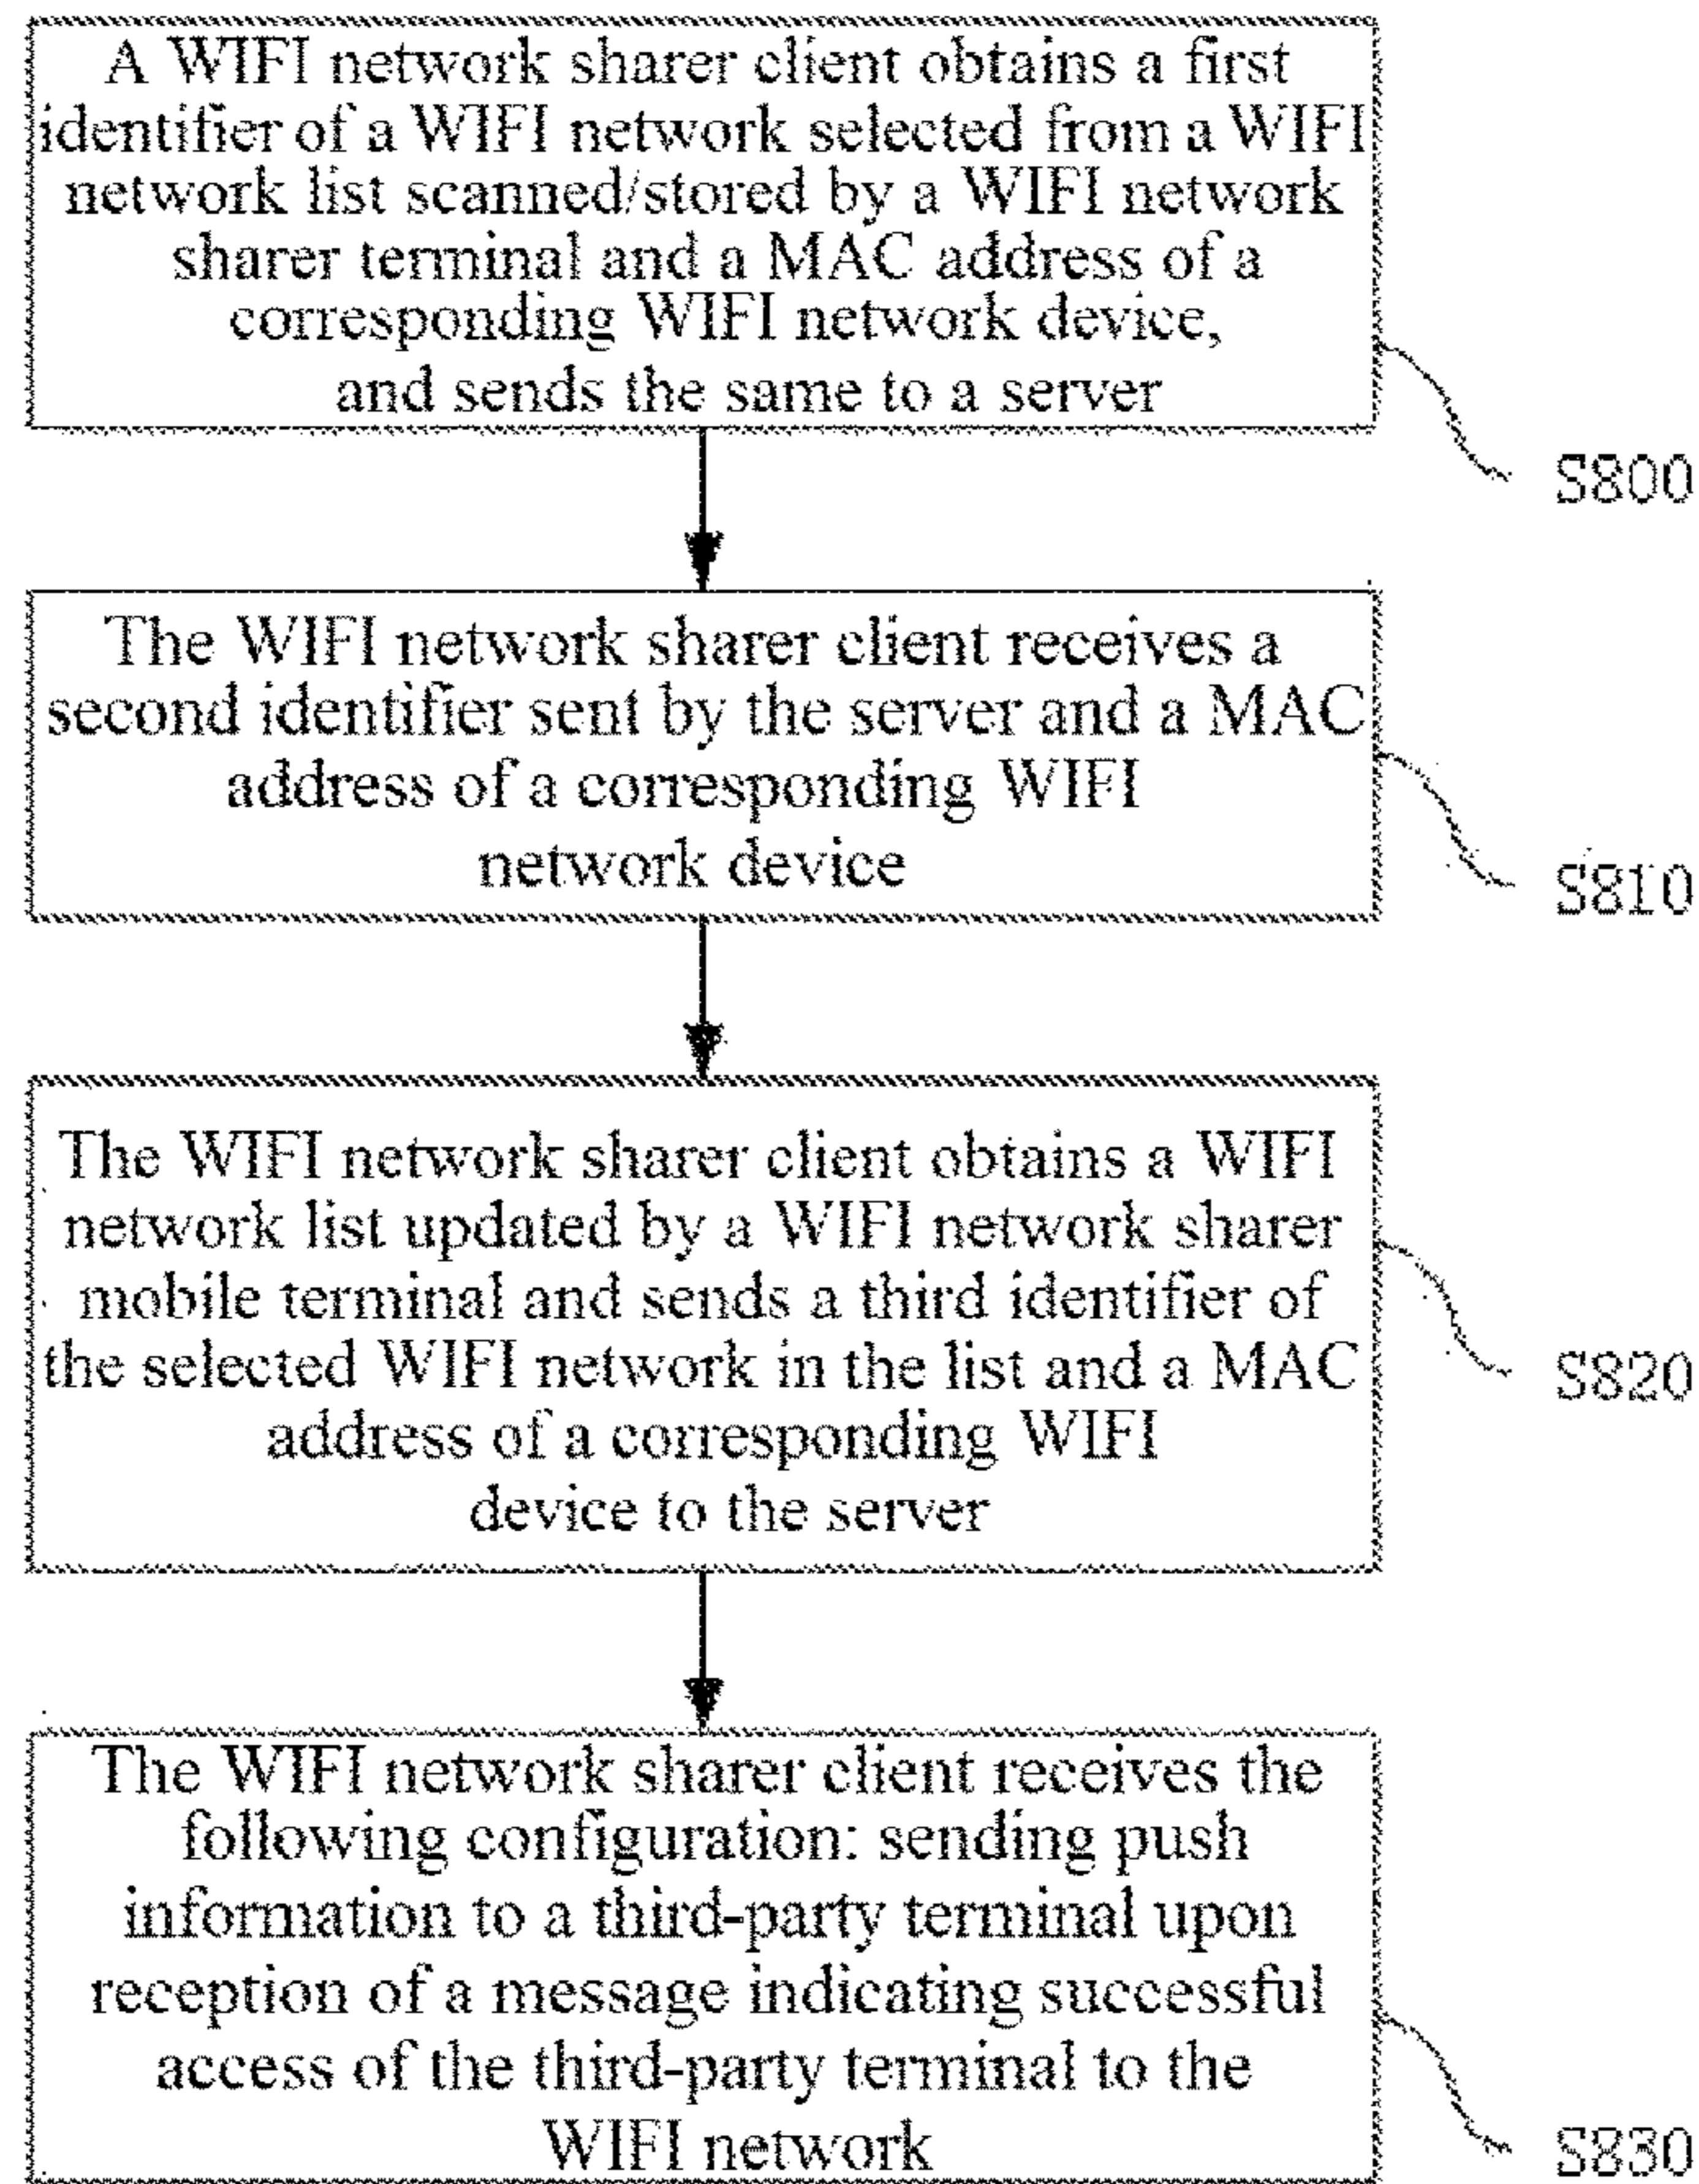 A WIFI network sharer client obtains a first
identifier of a WIFI network selected from a WIFI
network list scanned/stored by a WIFI network
sharer terminal and a MAC address of a
corresponding WIFI network device,
and sends the same to a server
S800
The WIFI network sharer client receives a
second identifier sent by the server and a MAC
address of a corresponding WIFI
network device
S810
The WIFI network sharer client obtains a WIFI
network list updated by a WIFI network sharer
mobile terminal and sends a third identifier of
the selected WIFI network in the list and a MAC
address of a corresponding WIFI
device to the server
S820
The WIFI network sharer client receives the
following configuration: sending push
information to a third-party terminal upon
reception of a message indicating successful
access of the third-party terminal to the
WIFI network
S830